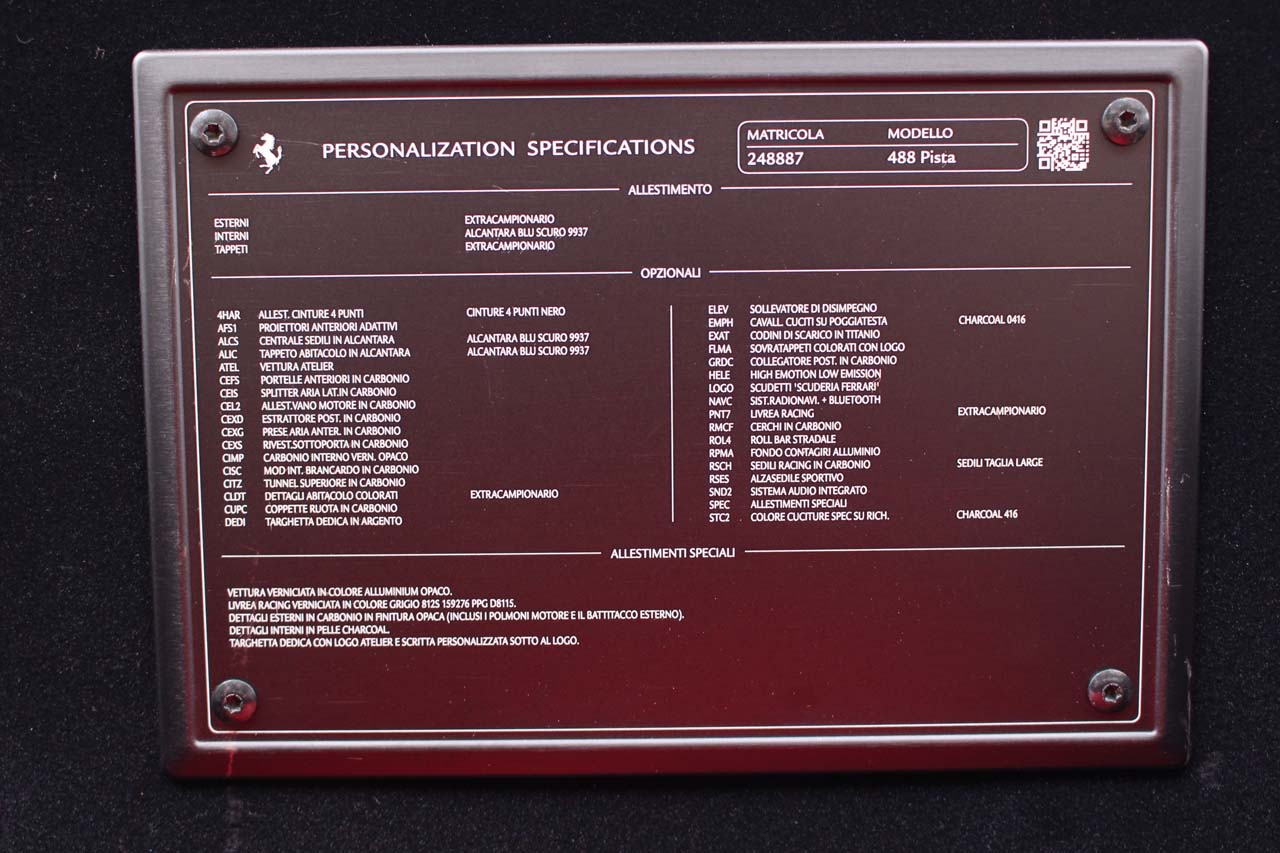 PERSONALIZATION SPECIFICATIONS
MATRICOLA MODELLO
248887 488 Pista
ALLESTIMENTO
ESTERNI EXTRACAMPIONARIO
INTERNI ALCANTARA BLU SCURO 9937
TAPPETI EXTRACAMPIONARIO
OPZIONALI
4HAR ALLEST. CINTURE 4 PUNTI CINTURE 4 PUNTI NERO
AFS1 PROIETTORI ANTERIORI ADATTIVI
ALCS CENTRALE SEDILI IN ALCANTARA ALCANTARA BLU SCURO 9937
ALIC TAPPETO ABITACOLO IN ALCANTARA ALCANTARA BLU SCURO 9937
ATEL VETTURA ATELIER
CEFS PORTELLE ANTERIORI IN CARBONIO
CEIS SPLITTER ARIA LAT.IN CARBONIO
CEL2 ALLEST.VANO MOTORE IN CARBONIO
CEXD ESTRATTORE POST. IN CARBONIO
CEXG PRESE ARIA ANTER. IN CARBONIO
CEXS RIVEST.SOTTOPORTA IN CARBONIO
CIMP CARBONIO INTERNO VERN. OPACO
CISC MOD INT. BRANCARDO IN CARBONIO
CITZ TUNNEL SUPERIORE IN CARBONIO
CLDT DETTAGLI ABITACOLO COLORATI EXTRACAMPIONARIO
CUPC COPPETTE RUOTA IN CARBONIO
DEDI TARGHETTA DEDICA IN ARGENTO
ELEV SOLLEVATORE DI DISIMPEGNO
EMPH CAVALL. CUCITI SU POGGIATESTA CHARCOAL 0416
EXAT CODINI DI SCARICO IN TITANIO
FLMA SOVRATAPPETI COLORATI CON LOGO
GRDC COLLEGATORE POST. IN CARBONIO
HELE HIGH EMOTION LOW EMISSION
LOGO SCUDETTI 'SCUDERIA FERRARI'
NAVC SIST.RADIONAVI. + BLUETOOTH
PNT7 LIVREA RACING EXTRACAMPIONARIO
RMCF CERCHI IN CARBONIO
ROL4 ROLL BAR STRADALE
RPMA FONDO CONTAGIRI ALLUMINIO
RSCH SEDILI RACING IN CARBONIO SEDILI TAGLIA LARGE
RSES ALZASEDILE SPORTIVO
SND2 SISTEMA AUDIO INTEGRATO
SPEC ALLESTIMENTI SPECIALI
STC2 COLORE CUCITURE SPEC SU RICH. CHARCOAL 416
ALLESTIMENTI SPECIALI
VETTURA VERNICIATA IN COLORE ALLUMINIUM OPACO.
LIVREA RACING VERNICIATA IN COLORE GRIGIO 812S 159276 PPG D8115.
DETTAGLI ESTERNI IN CARBONIO IN FINITURA OPACA (INCLUSI I POLMONI MOTORE E IL BATTITACCO ESTERNO).
DETTAGLI INTERNI IN PELLE CHARCOAL.
TARGHETTA DEDICA CON LOGO ATELIER E SCRITTA PERSONALIZZATA SOTTO AL LOGO.